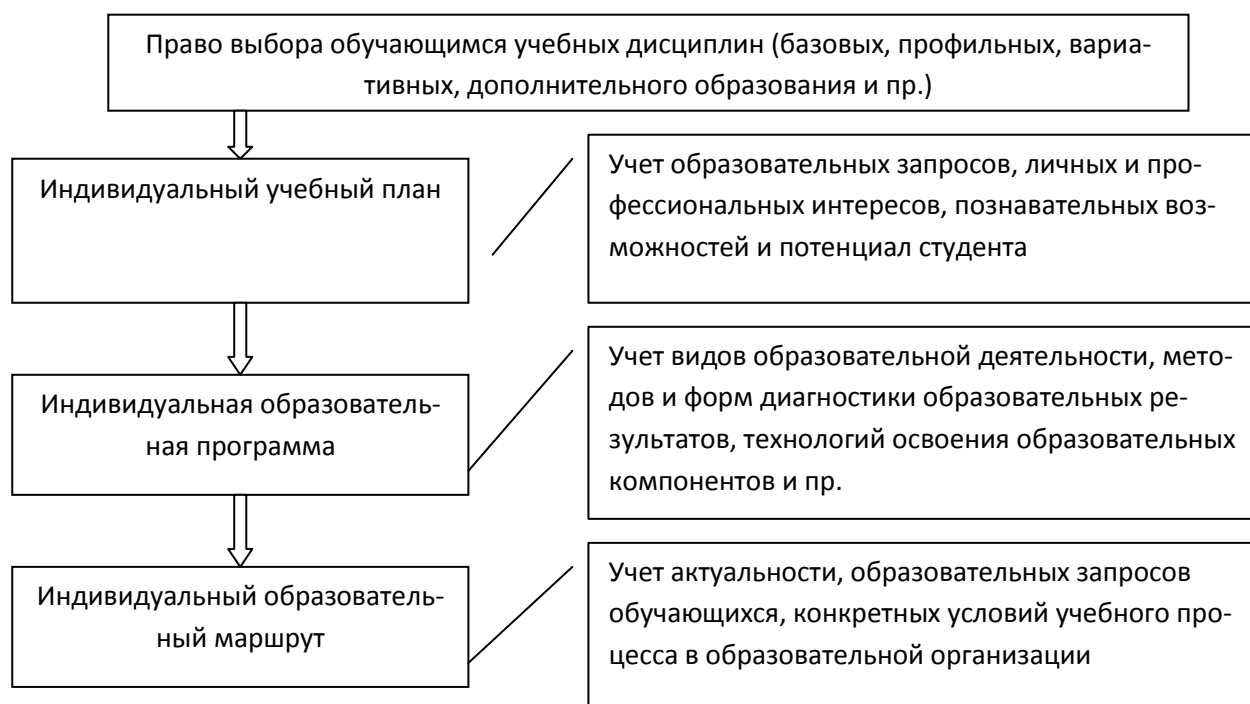 Право выбора обучающимся учебных дисциплин (базовых, профильных, вариа-
тивных, дополнительного образования и пр.)
Индивидуальный учебный план
Учет образовательных запросов, личных и про-
фессиональных интересов, познавательных воз-
можностей и потенциал студента
Индивидуальная образователь-
ная программа
Учет видов образовательной деятельности, мето-
дов и форм диагностики образовательных ре-
зультатов, технологий освоения образовательных
компонентов и пр.
Индивидуальный образователь-
ный маршрут
Учет актуальности, образовательных запросов
обучающихся, конкретных условий учебного про-
цесса в образовательной организации